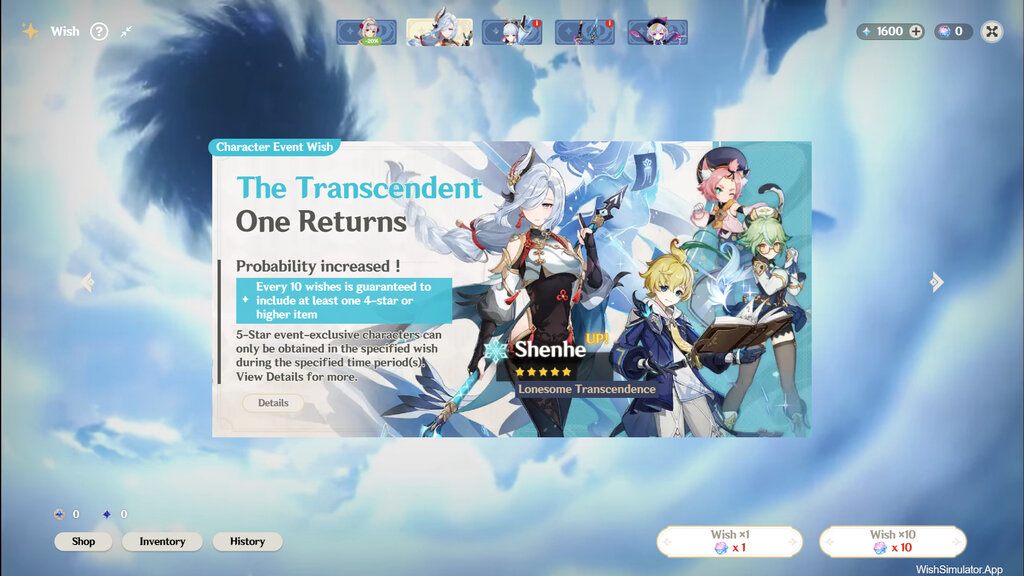 Wish
?
-20%
1600
0
Character Event Wish
The Transcendent
One Returns
Probability increased !
Every 10 wishes is guaranteed to
include at least one 4-star or
higher item
5-Star event-exclusive characters can
only be obtained in the specified wish
during the specified time period(s).
View Details for more.
Details
UP!
Shenhe
Lonesome Transcendence
0
0
Shop
Inventory
History
Wish ×1
x 1
Wish ×10
x 10
WishSimulator.App